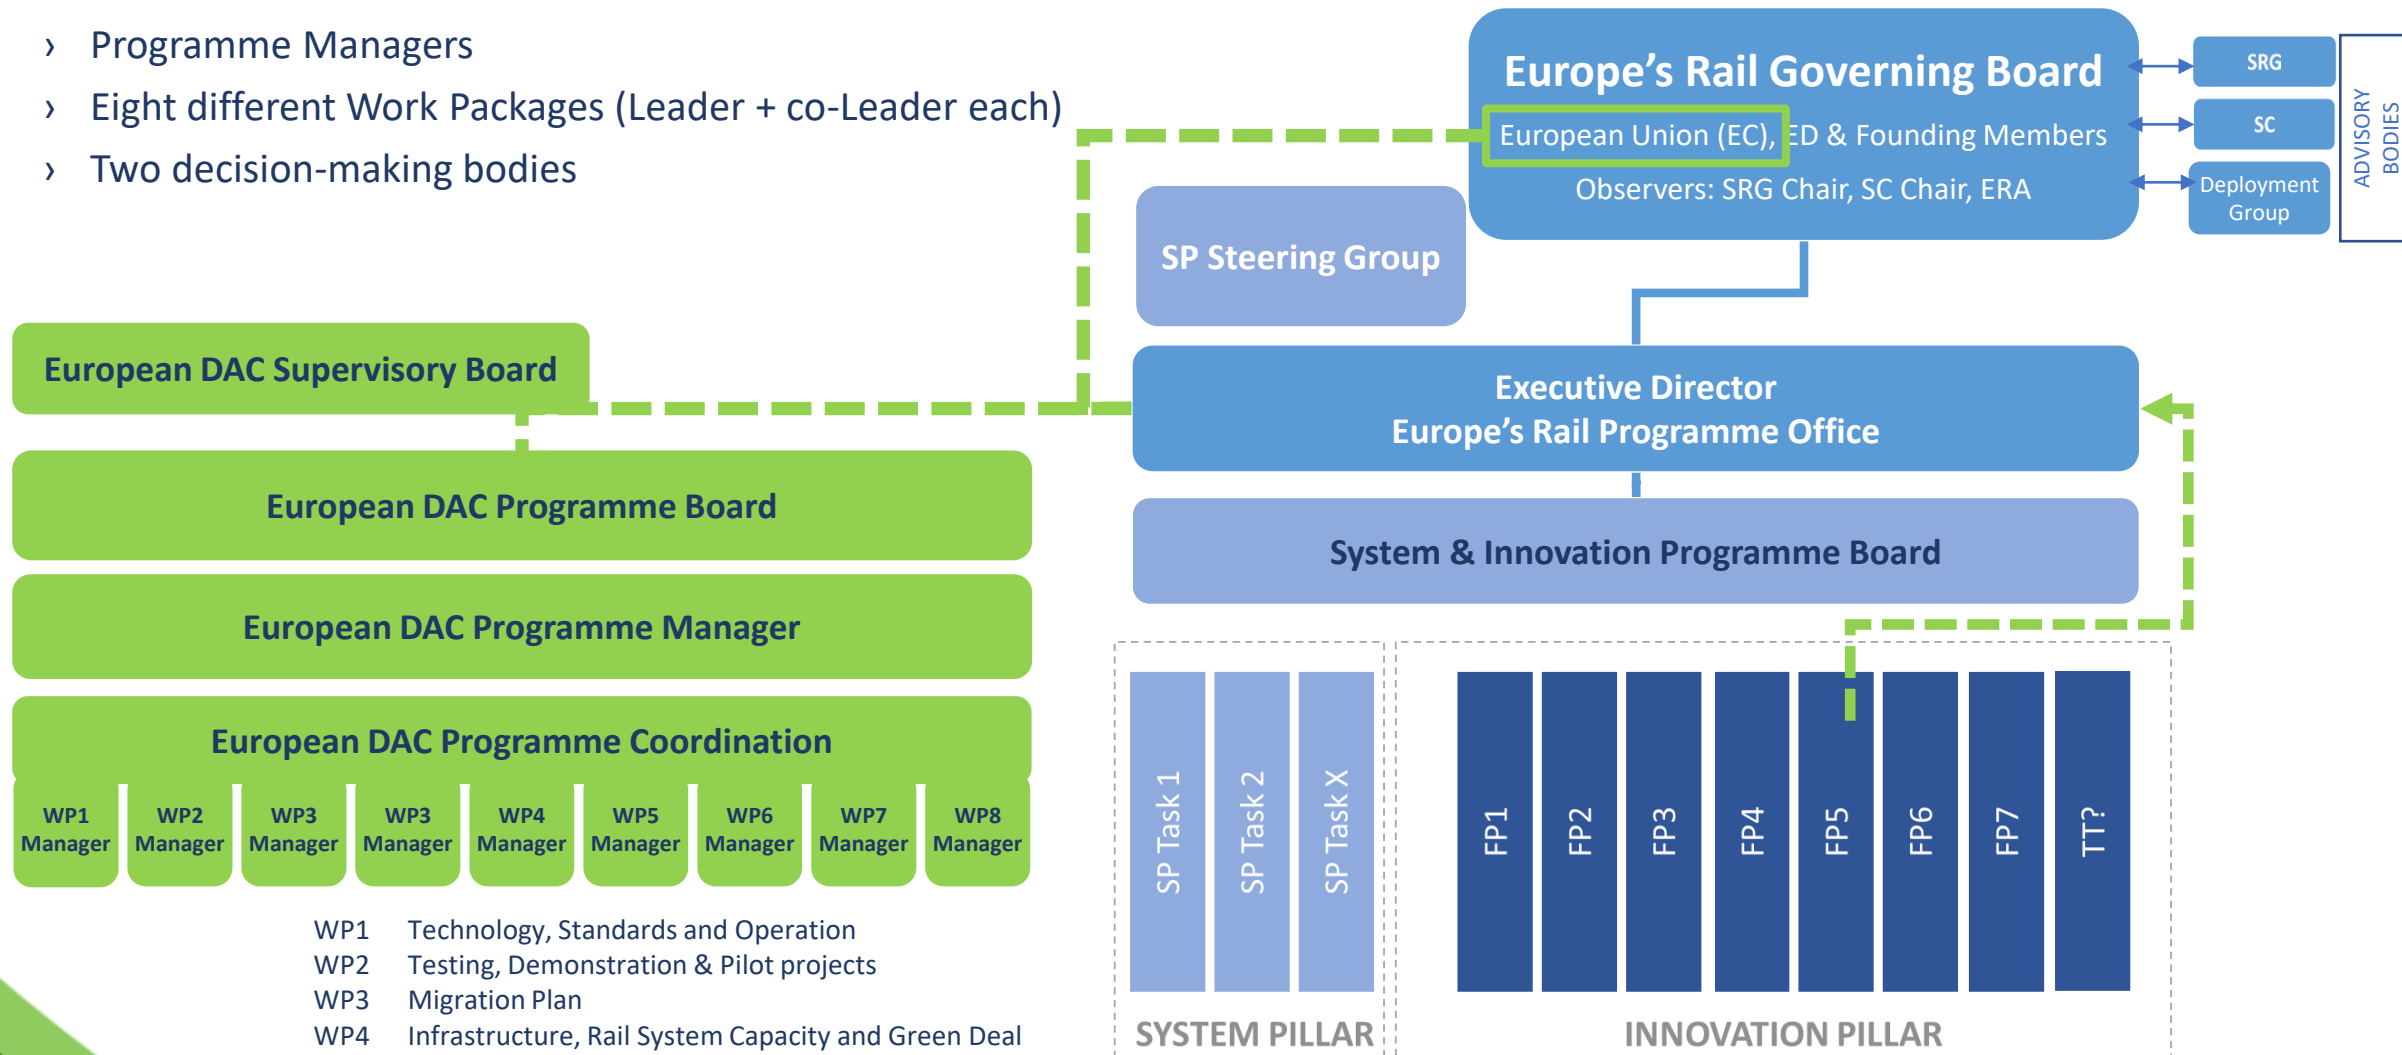 › Programme Managers
› Eight different Work Packages (Leader + co-Leader each)
› Two decision-making bodies
Europe's Rail Governing Board
European Union (EC), ED & Founding Members
Observers: SRG Chair, SC Chair, ERA
SRG
SC
Deployment
Group
ADVISORY
BODIES
SP Steering Group
European DAC Supervisory Board
Executive Director
Europe's Rail Programme Office
European DAC Programme Board
System & Innovation Programme Board
European DAC Programme Manager
European DAC Programme Coordination
WP1
Manager
WP2
Manager
WP3
Manager
WP3
Manager
WP4
Manager
WP5
Manager
WP6
Manager
WP7
Manager
WP8
Manager
SP Task 1
SP Task 2
SP Task X
FP1
FP2
FP3
FP4
FP5
FP6
FP7
TT?
WP1 Technology, Standards and Operation
WP2 Testing, Demonstration & Pilot projects
WP3 Migration Plan
WP4 Infrastructure, Rail System Capacity and Green Deal
SYSTEM PILLAR
INNOVATION PILLAR